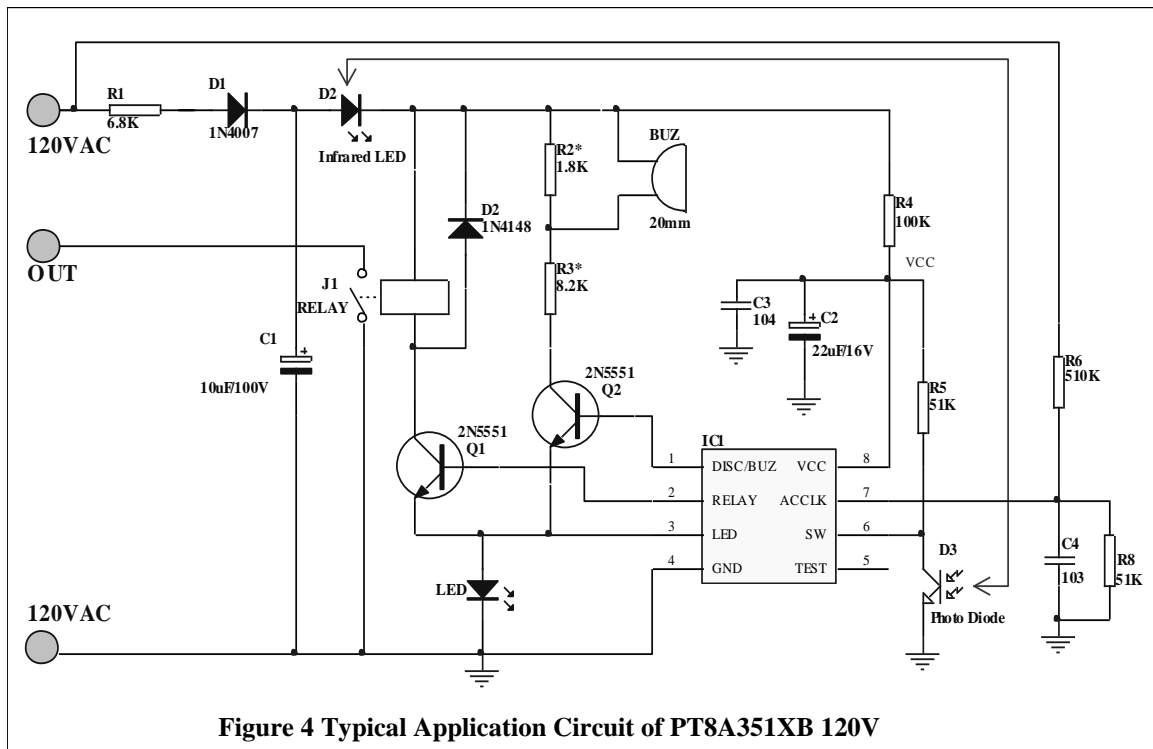 R1
6.8K
D1
1N4007
D2
Infrared LED
120VAC
R2*
1.8K
BUZ
20mm
R4
100K
D2
1N4148
OUT
R3*
8.2K
VCC
J1
RELAY
C3
104
C2
22uF/16V
C1
10uF/100V
R6
510K
R5
51K
2N5551
Q2
2N5551
Q1
IC1
1
DISC/BUZ
VCC
8
2
RELAY
ACCLK
7
3
LED
SW
6
4
GND
TEST
5
D3
Photo Diode
C4
103
R8
51K
LED
120VAC
Figure 4 Typical Application Circuit of PT8A351XB 120V